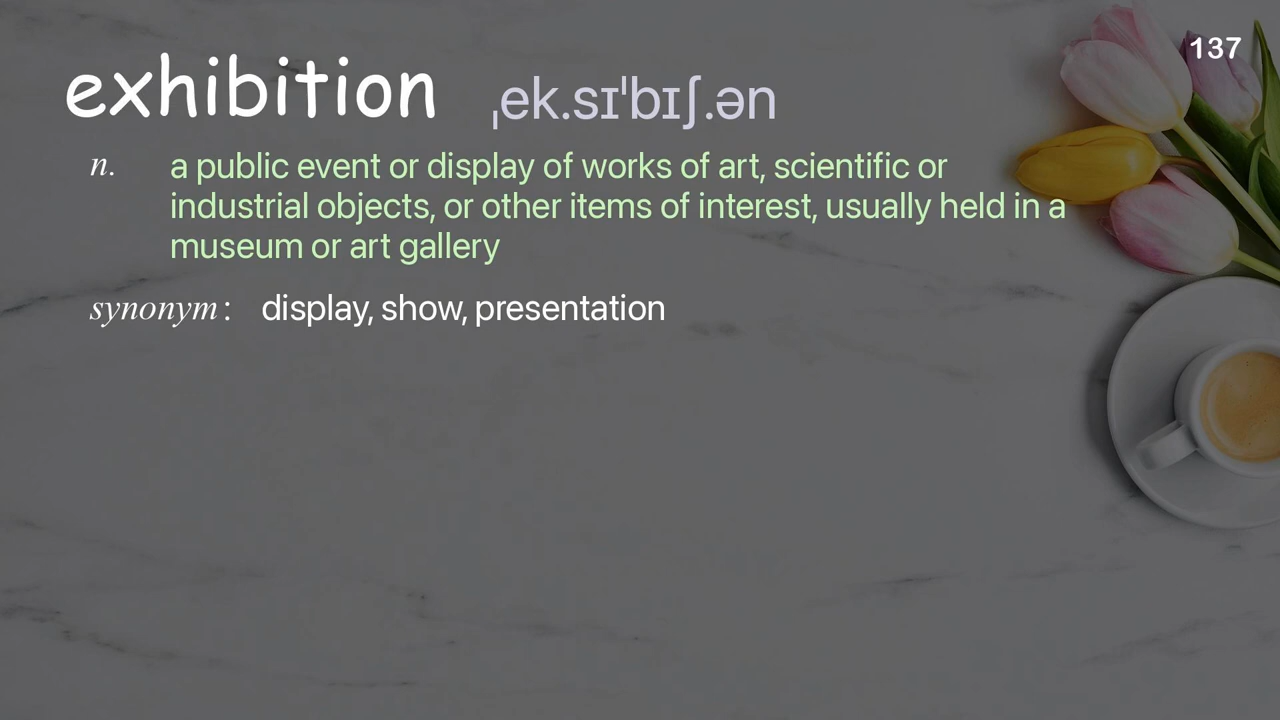 137
exhibition ˌek.sɪˈbɪʃ.ən
n. a public event or display of works of art, scientific or
industrial objects, or other items of interest, usually held in a
museum or art gallery
synonym: display, show, presentation